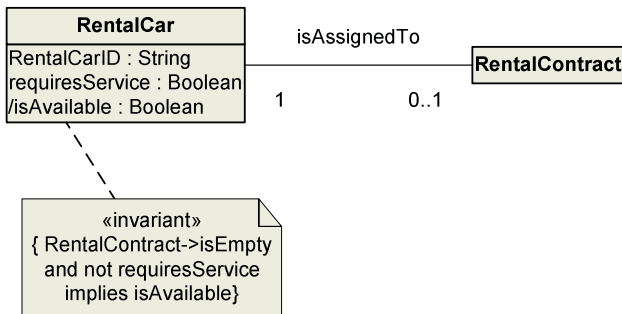 RentalCar
RentalCarID : String
requiresService : Boolean
/isAvailable : Boolean
isAssignedTo
1
0..1
RentalContract
«invariant»
{ RentalContract->isEmpty
and not requiresService
implies isAvailable}